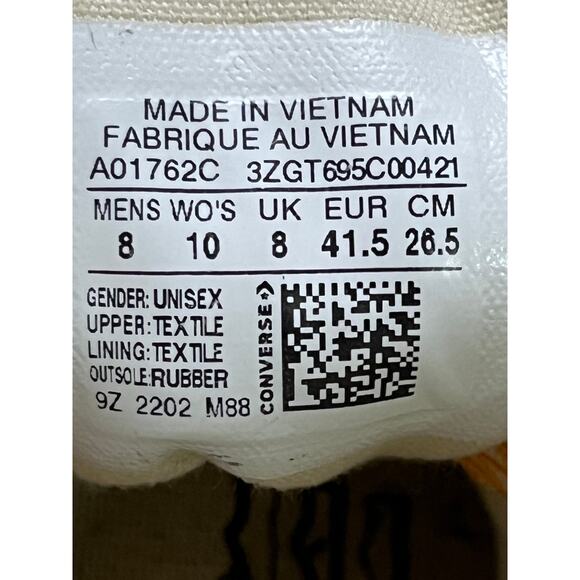 MADE IN VIETNAM
FABRIQUE AU VIETNAM
A01762C 3ZGT695C00421
MENS WO'S UK EUR CM
8 10 8 41.5 26.5
GENDER: UNISEX
UPPER: TEXTILE
LINING: TEXTILE
OUTSOLE: RUBBER
9Z 2202 M88
CONVERSE